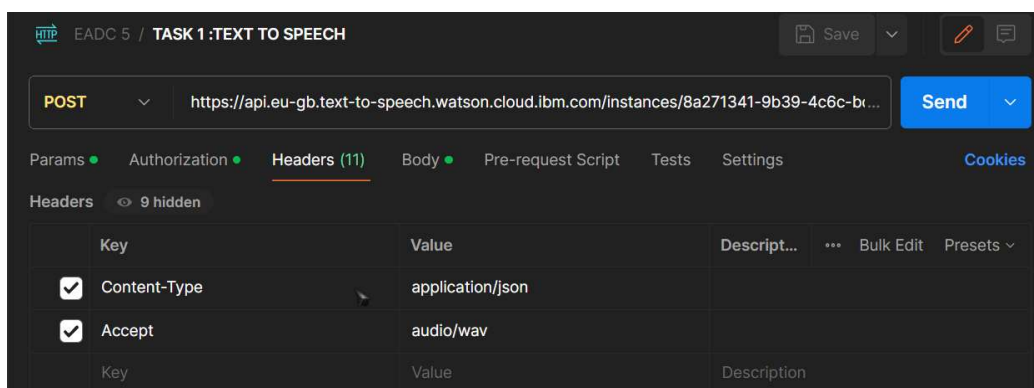 HTTP EADC 5 / TASK 1 :TEXT TO SPEECH Save
POST https://api.eu-gb.text-to-speech.watson.cloud.ibm.com/instances/8a271341-9b39-4c6c-bc... Send
Params Authorization Headers (11) Body Pre-request Script Tests Settings Cookies
Headers 9 hidden
Key Value Descript... Bulk Edit Presets
Content-Type application/json
Accept audio/wav
Key Value Description